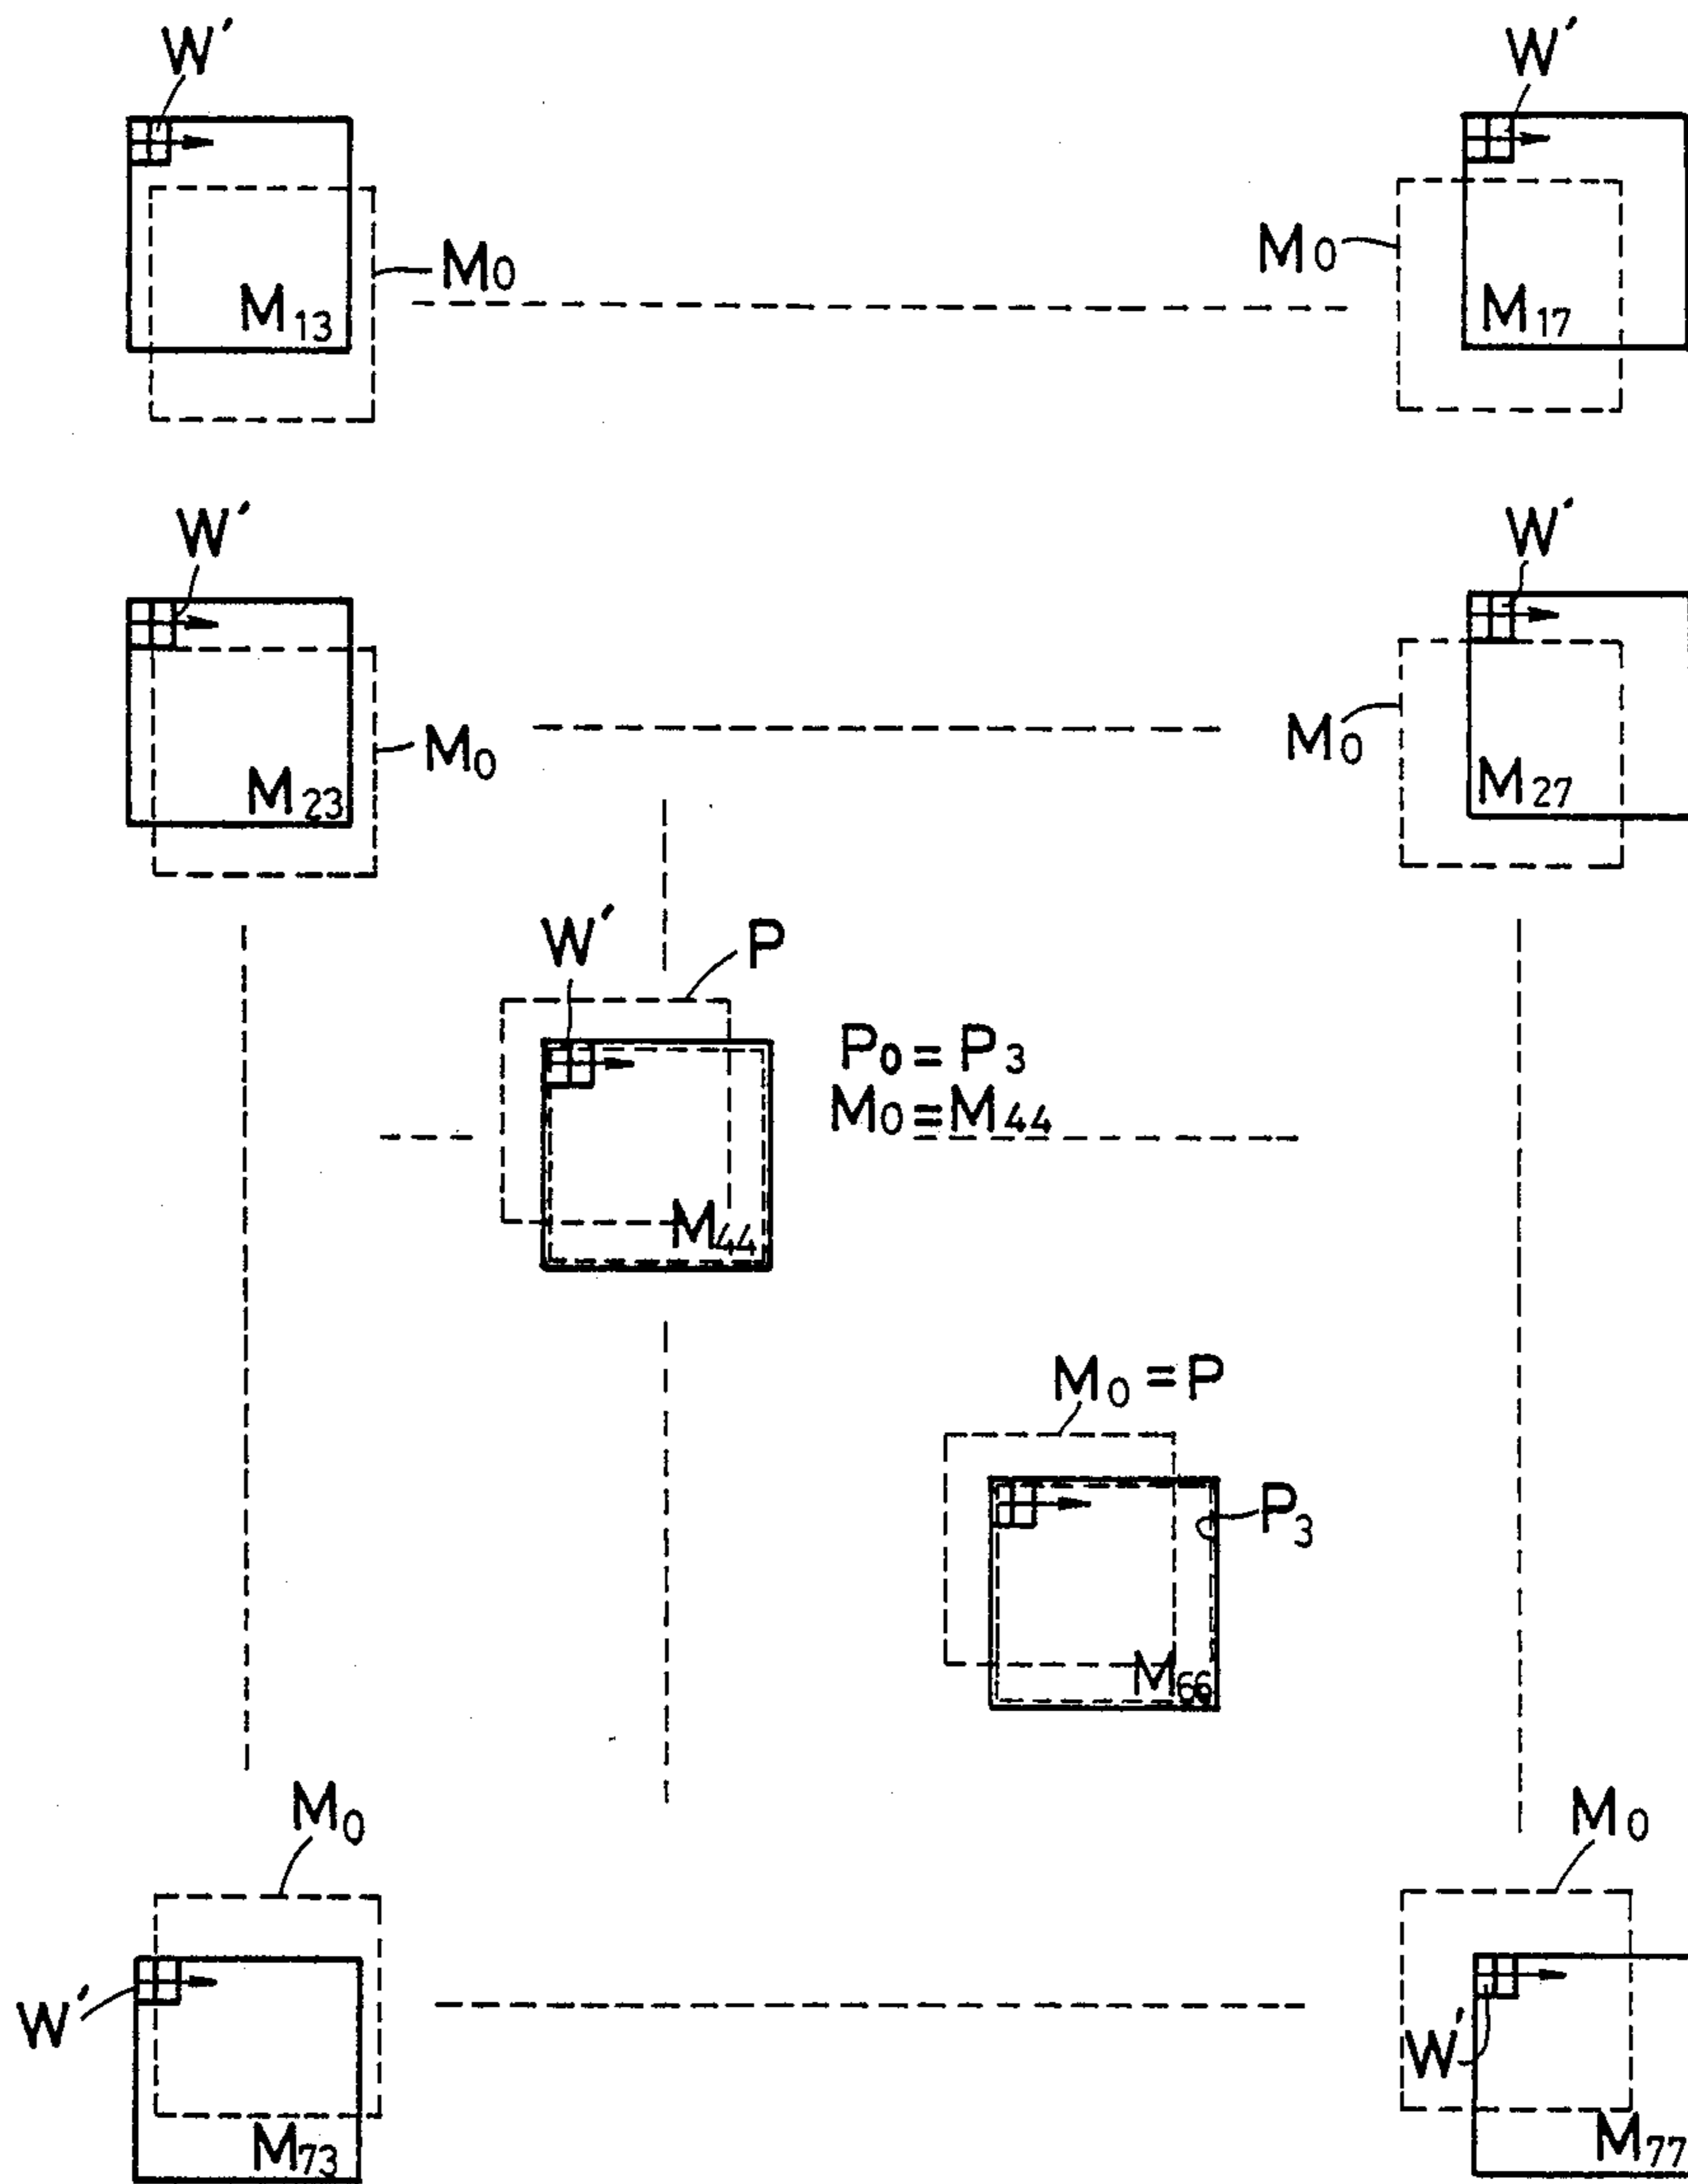 W' W'
M0 M0
M13 M17
W' W'
M0 M0
M23 M27
W' P
P0 = P3
M0 = M44
M44
M0 = P
P3
M66
M0 M0
W' W'
M73 M77